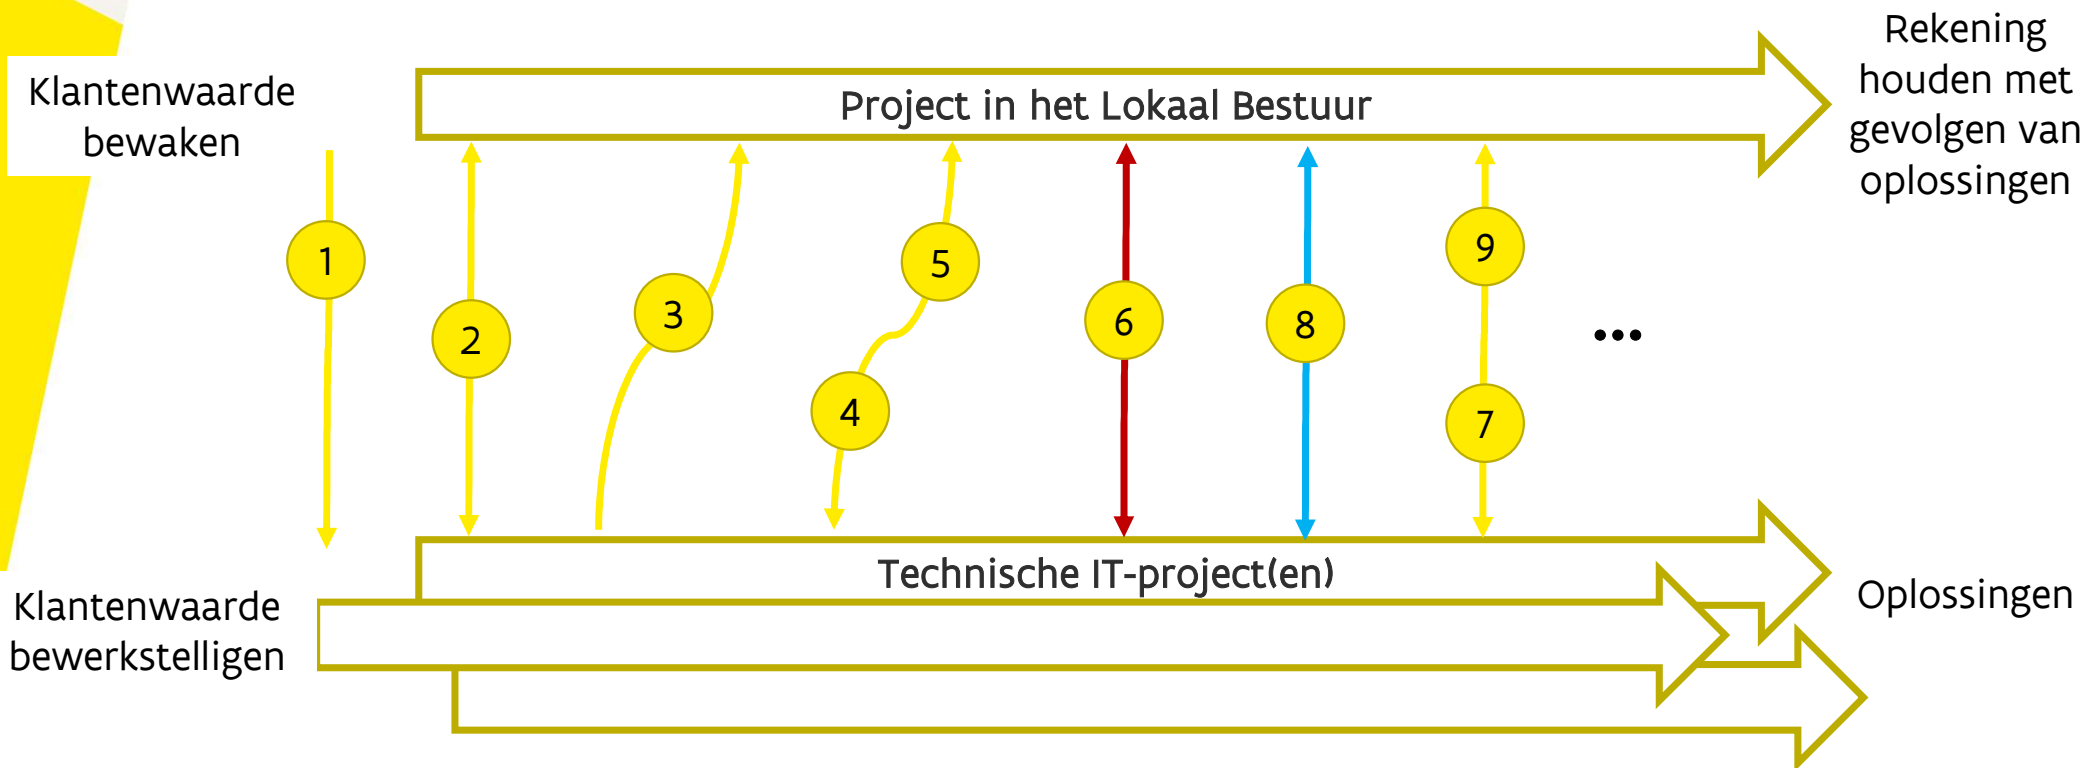 Klantenwaarde
bewaken
Project in het Lokaal Bestuur
Rekening
houden met
gevolgen van
oplossingen
1
2
3
4
5
6
8
9
7
...
Klantenwaarde
bewerkstelligen
Technische IT-project(en)
Oplossingen